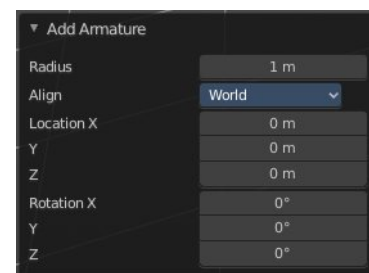 Add Armature
Radius 1 m
Align World
Location X 0 m
Y 0 m
Z 0 m
Rotation X 0°
Y 0°
Z 0°